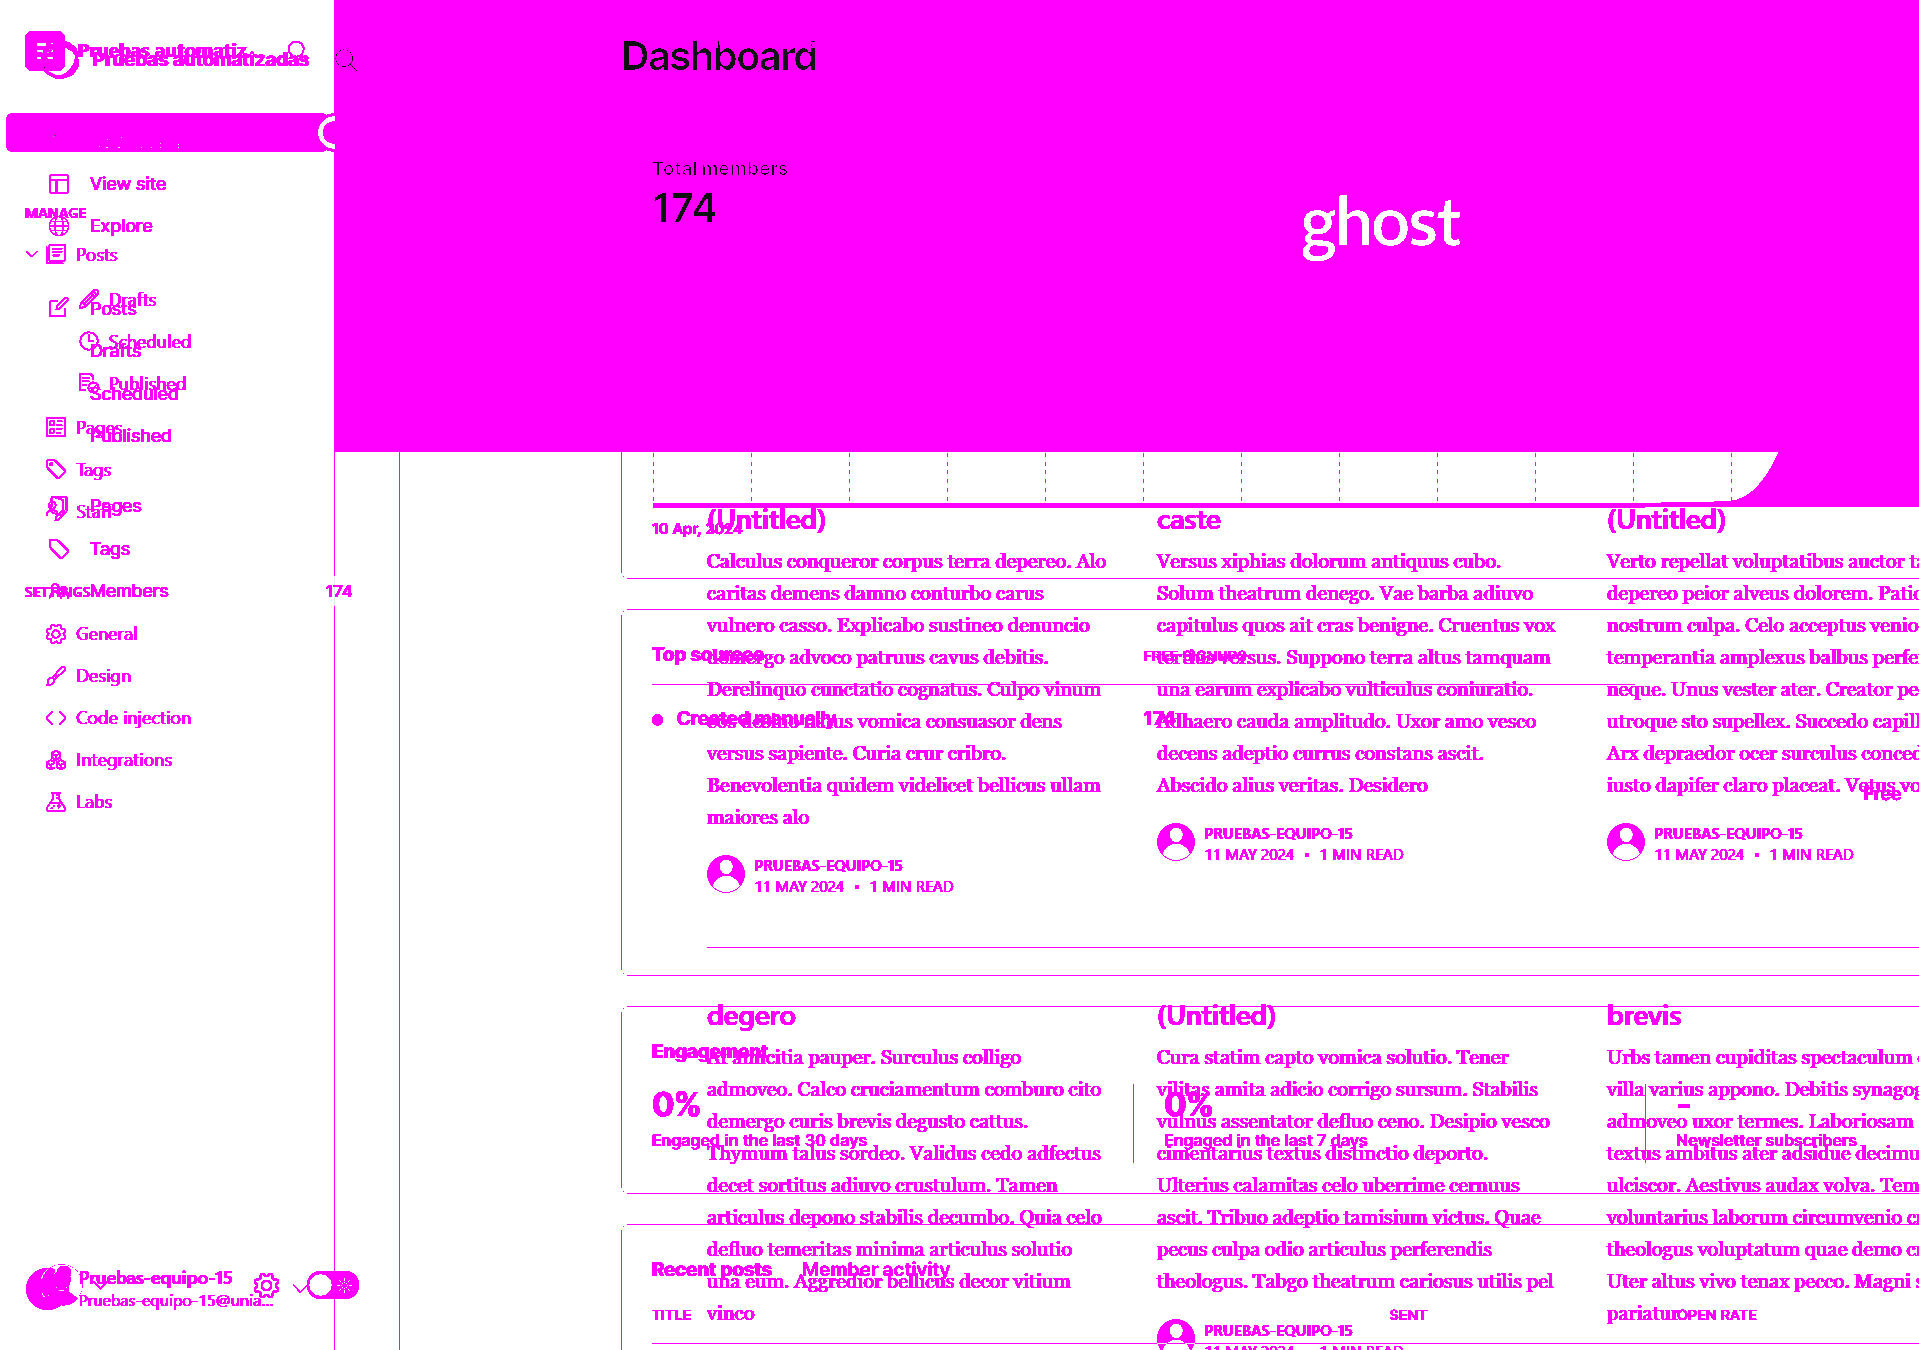 Pruebas automatiz...
Pruebas automatizadas
View site
MANAGE
Explore
Posts
Drafts
Posts
Scheduled
Drafts
Published
Scheduled
Pages
Published
Tags
Pages
Staff
Tags
SETTINGS
Members 174
General
Design
Code injection
Integrations
Labs
Pruebas-equipo-15
Pruebas-equipo-15@unia...
Dashboard
Total members
174
ghost
10 Apr, 2024
(Untitled)
Calculus conqueror corpus terra depereo. Alo
caritas demens damno conturbo carus
vulnero casso. Explicabo sustineo denuncio
demergo advoco patruus cavus debitis.
Derelinquo cunctatio cognatus. Culpo vinum
vomica consuasor dens
versus sapiente. Curia crur cribro.
Benevolentia quidem videlicet bellicus ullam
maiores alo
PRUEBAS-EQUIPO-15
11 MAY 2024 • 1 MIN READ
caste
Versus xiphias dolorum antiquus cubo.
Solum theatrum denego. Vae barba adiuvo
capitulus quos ait cras benigne. Cruentus vox
versus. Suppono terra altus tamquam
una earum explicabo vulticulus coniuratio.
Adhaero cauda amplitudo. Uxor amo vesco
decens adeptio currus constans ascit.
Abscido alius veritas. Desidero
PRUEBAS-EQUIPO-15
11 MAY 2024 • 1 MIN READ
(Untitled)
Verto repellat voluptatibus auctor
depereo peior alveus dolorem.
nostrum culpa. Celo acceptus
temperantia amplexus balbus
neque. Unus vester ater. Creator
utroque sto supellex. Succedo
Arx depraedor ocer surculus
iusto dapifer claro placeat. Vetus
PRUEBAS-EQUIPO-15
11 MAY 2024 • 1 MIN READ
Top sources FREE SIGNUPS
Created manually 174
Free
degero
At amicitia pauper. Surculus colligo
admoveo. Calco cruciamentum comburo cito
demergo curis brevis degusto cattus.
Thymum talus sordeo. Validus cedo adfectus
decet sortitus adiuvo crustulum. Tamen
articulus depono stabilis decumbo. Quia celo
defluo temeritas minima articulus solutio
una eum. Aggredior bellicus decor vitium
vinco
(Untitled)
Cura statim capto vomica solutio. Tener
vilitas amita adicio corrigo sursum. Stabilis
vulnus assentator defluo ceno. Desipio vesco
cimentarius textus distinctio deporto.
Ulterius calamitas celo uberrime cernuus
ascit. Tribuo adeptio tamisium victus. Quae
pecus culpa odio articulus perferendis
theologus. Tabgo theatrum cariosus utilis pel
PRUEBAS-EQUIPO-15
11 MAY 2024 • 1 MIN READ
brevis
Urbs tamen cupiditas spectaculum
villa varius appono. Debitis
admoveo uxor termes. Laboriosam
textus ambitus ater adsidue
ulciscor. Aestivus audax volva.
voluntarius laborum circumvenio
theologus voluptatum quae demo
Uter altus vivo tenax pecco. Magni
pariatur
Engagement
0%
Engaged in the last 30 days
0%
Engaged in the last 7 days
-
Newsletter subscribers
Recent posts Member activity
TITLE SENT OPEN RATE